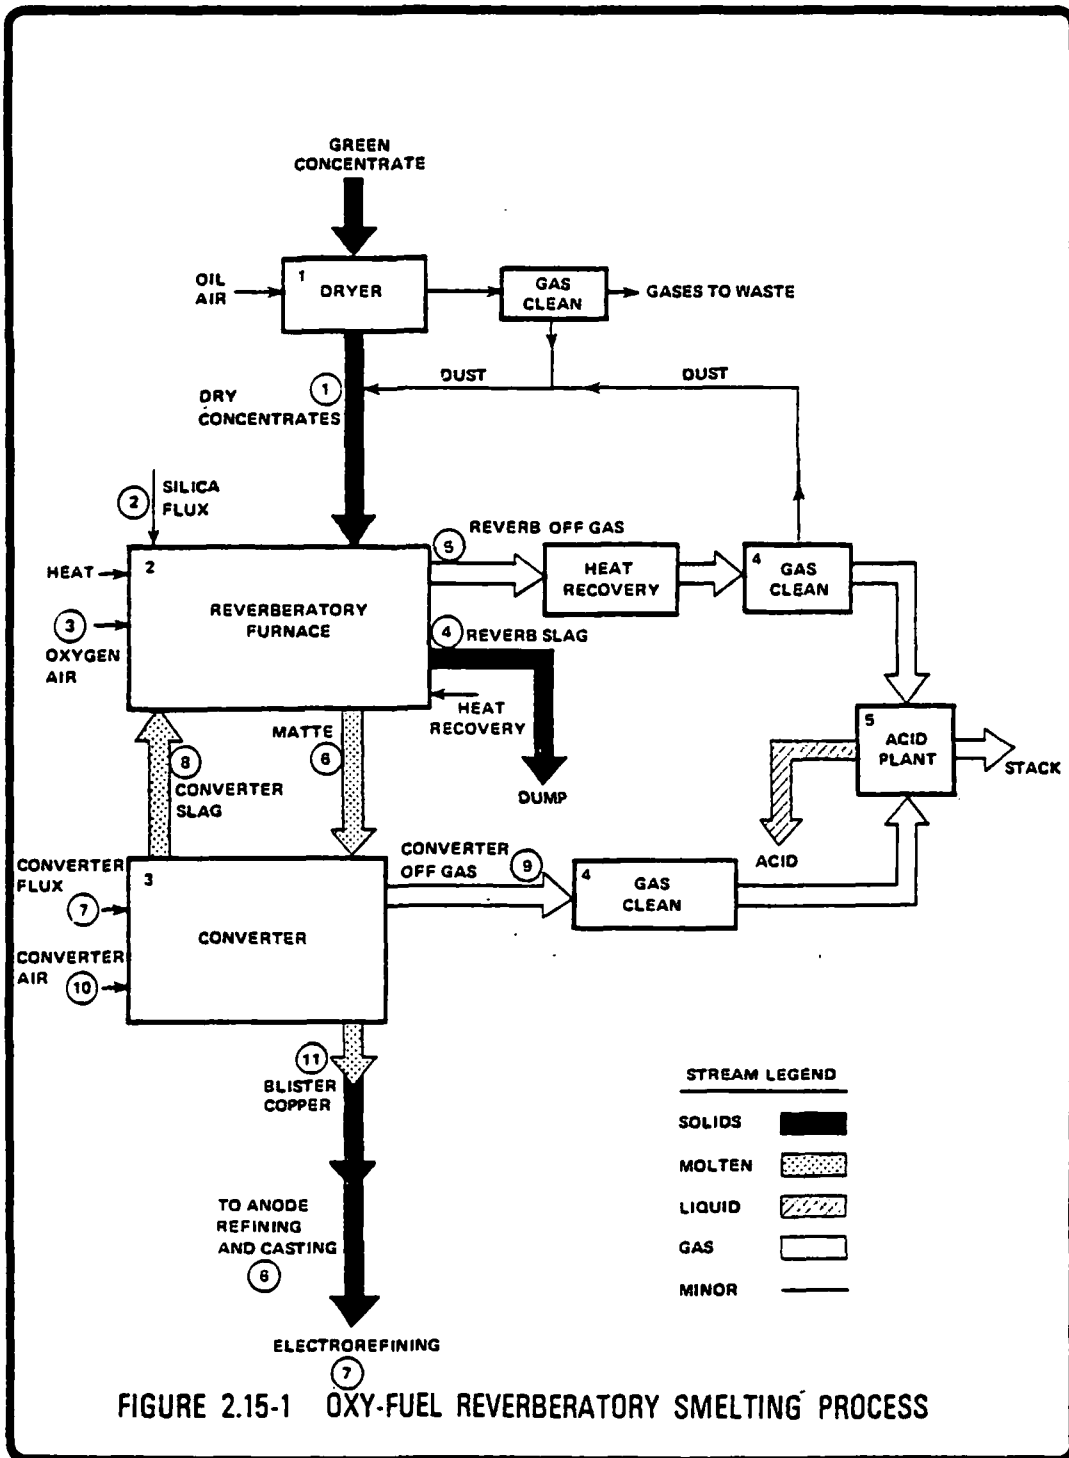 GREEN
CONCENTRATE
OIL
AIR
1
DRYER
GAS
CLEAN
GASES TO WASTE
DUST
DUST
1
DRY
CONCENTRATES
2
SILICA
FLUX
HEAT
3
OXYGEN
AIR
2
REVERBERATORY
FURNACE
5
REVERB OFF GAS
HEAT
RECOVERY
4
GAS
CLEAN
4
REVERB SLAG
HEAT
RECOVERY
DUMP
MATTE
6
8
CONVERTER
SLAG
5
ACID
PLANT
STACK
ACID
CONVERTER
FLUX
7
CONVERTER
AIR
10
3
CONVERTER
CONVERTER
OFF GAS
9
4
GAS
CLEAN
11
BLISTER
COPPER
TO ANODE
REFINING
AND CASTING
6
ELECTROREFINING
7
STREAM LEGEND
SOLIDS
MOLTEN
LIQUID
GAS
MINOR
FIGURE 2.15-1 OXY-FUEL REVERBERATORY SMELTING PROCESS